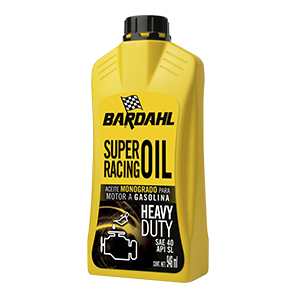 BARDAHL
SUPER
RACING OIL
ACEITE MONOGRADO PARA
MOTOR A GASOLINA
HEAVY
DUTY
SAE 40
API SL
CONT. NET. 946 ml